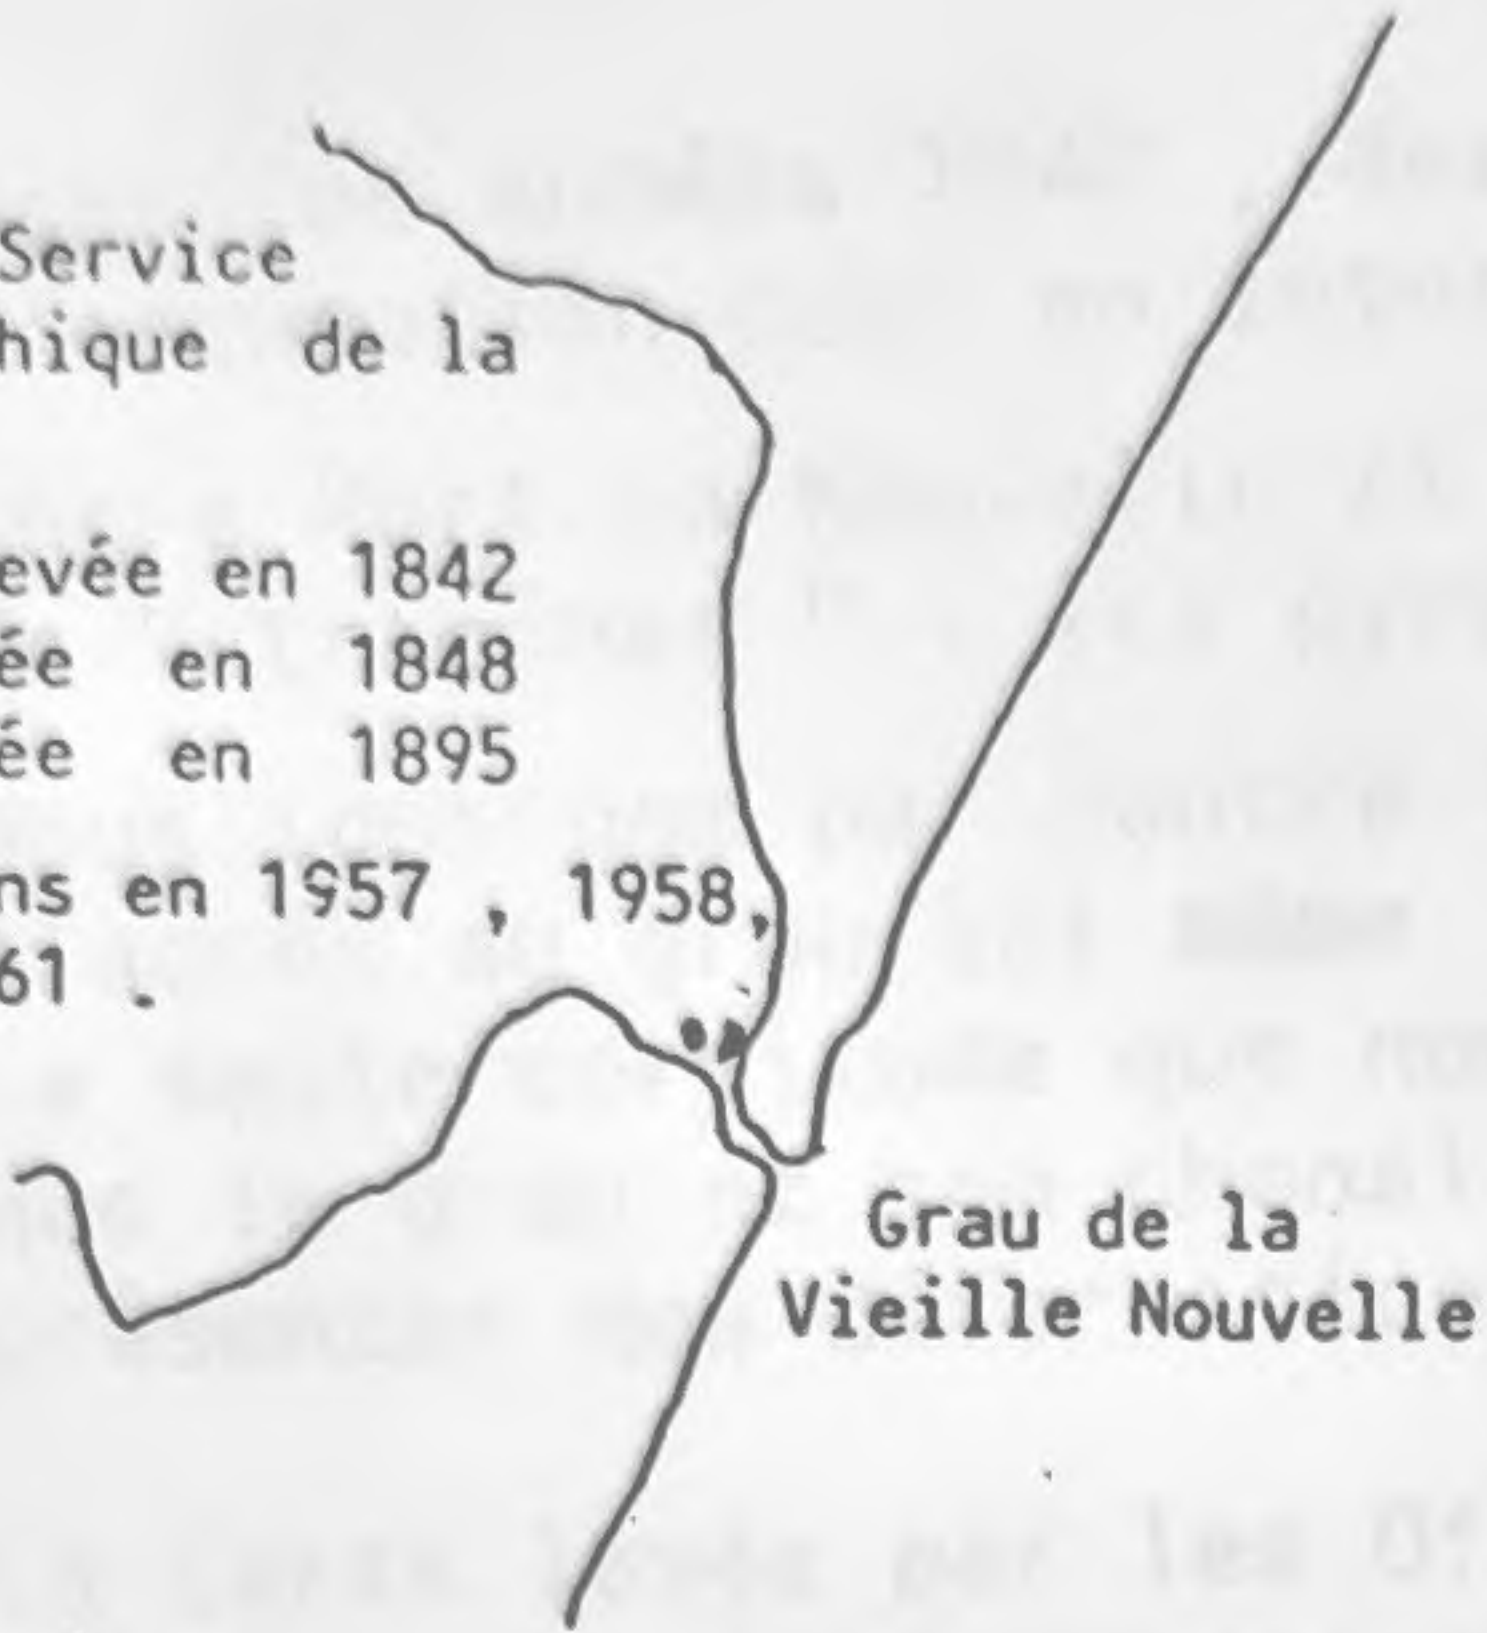 Service
hique de la
evée en 1842
ée en 1848
ée en 1895
ns en 1957 , 1958,
61 .
Grau de la
Vieille Nouvelle